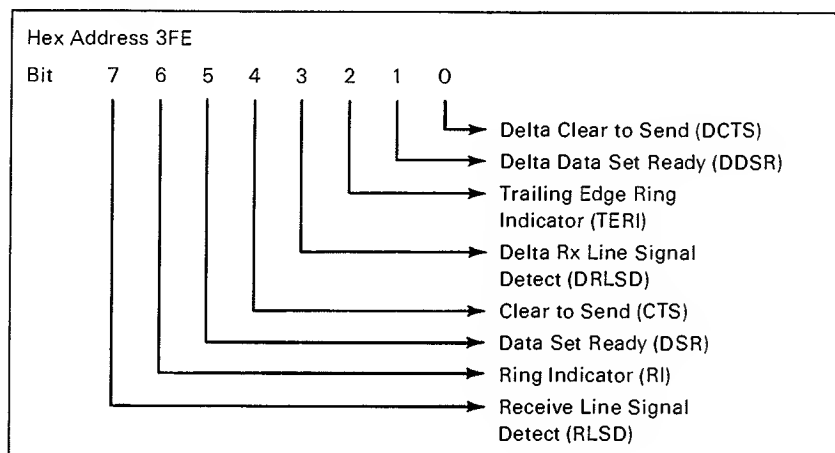 Hex Address 3FE
Bit 7 6 5 4 3 2 1 0
Delta Clear to Send (DCTS)
Delta Data Set Ready (DDSR)
Trailing Edge Ring
Indicator (TERI)
Delta Rx Line Signal
Detect (DRLSD)
Clear to Send (CTS)
Data Set Ready (DSR)
Ring Indicator (RI)
Receive Line Signal
Detect (RLSD)